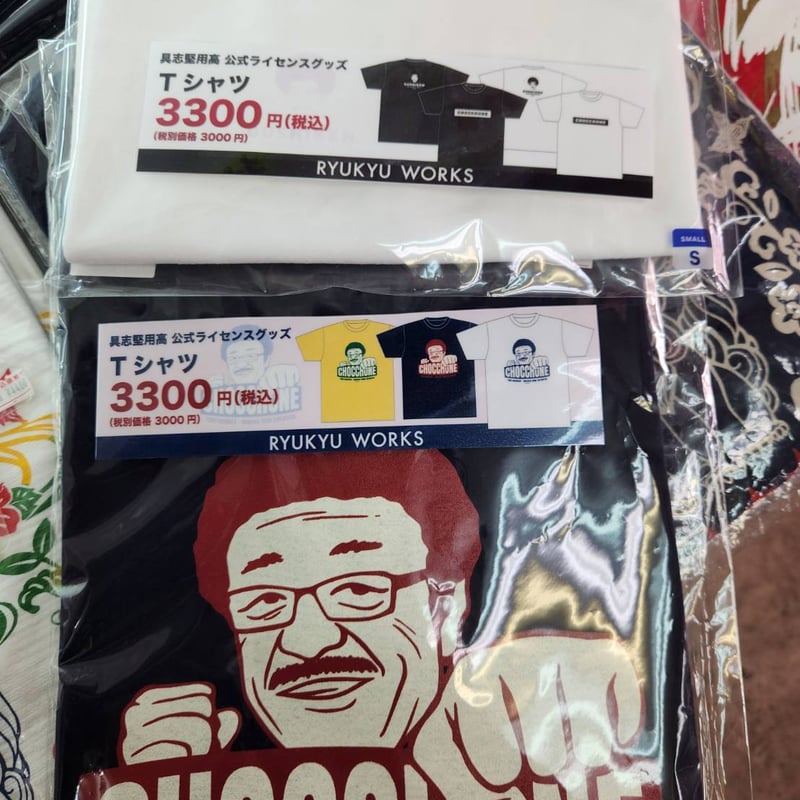 具志堅用高 公式ライセンスグッズ
Tシャツ
3300円(税込)
(税別価格 3000円)
RYUKYU WORKS
SMALL
S
具志堅用高 公式ライセンスグッズ
Tシャツ
3300円(税込)
(税別価格 3000円)
CHOCCHUNE
CHOCCHUNE
CHOCCHUNE
RYUKYU WORKS